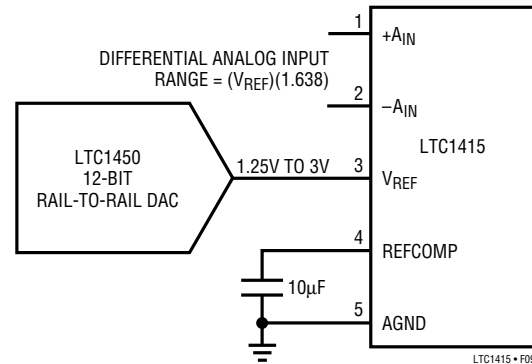 1
+AIN
DIFFERENTIAL ANALOG INPUT
RANGE = (VREF)(1.638)
2
–AIN
LTC1415
LTC1450
12-BIT
RAIL-TO-RAIL DAC
1.25V TO 3V
3
VREF
4
REFCOMP
10µF
5
AGND
LTC1415 • F09